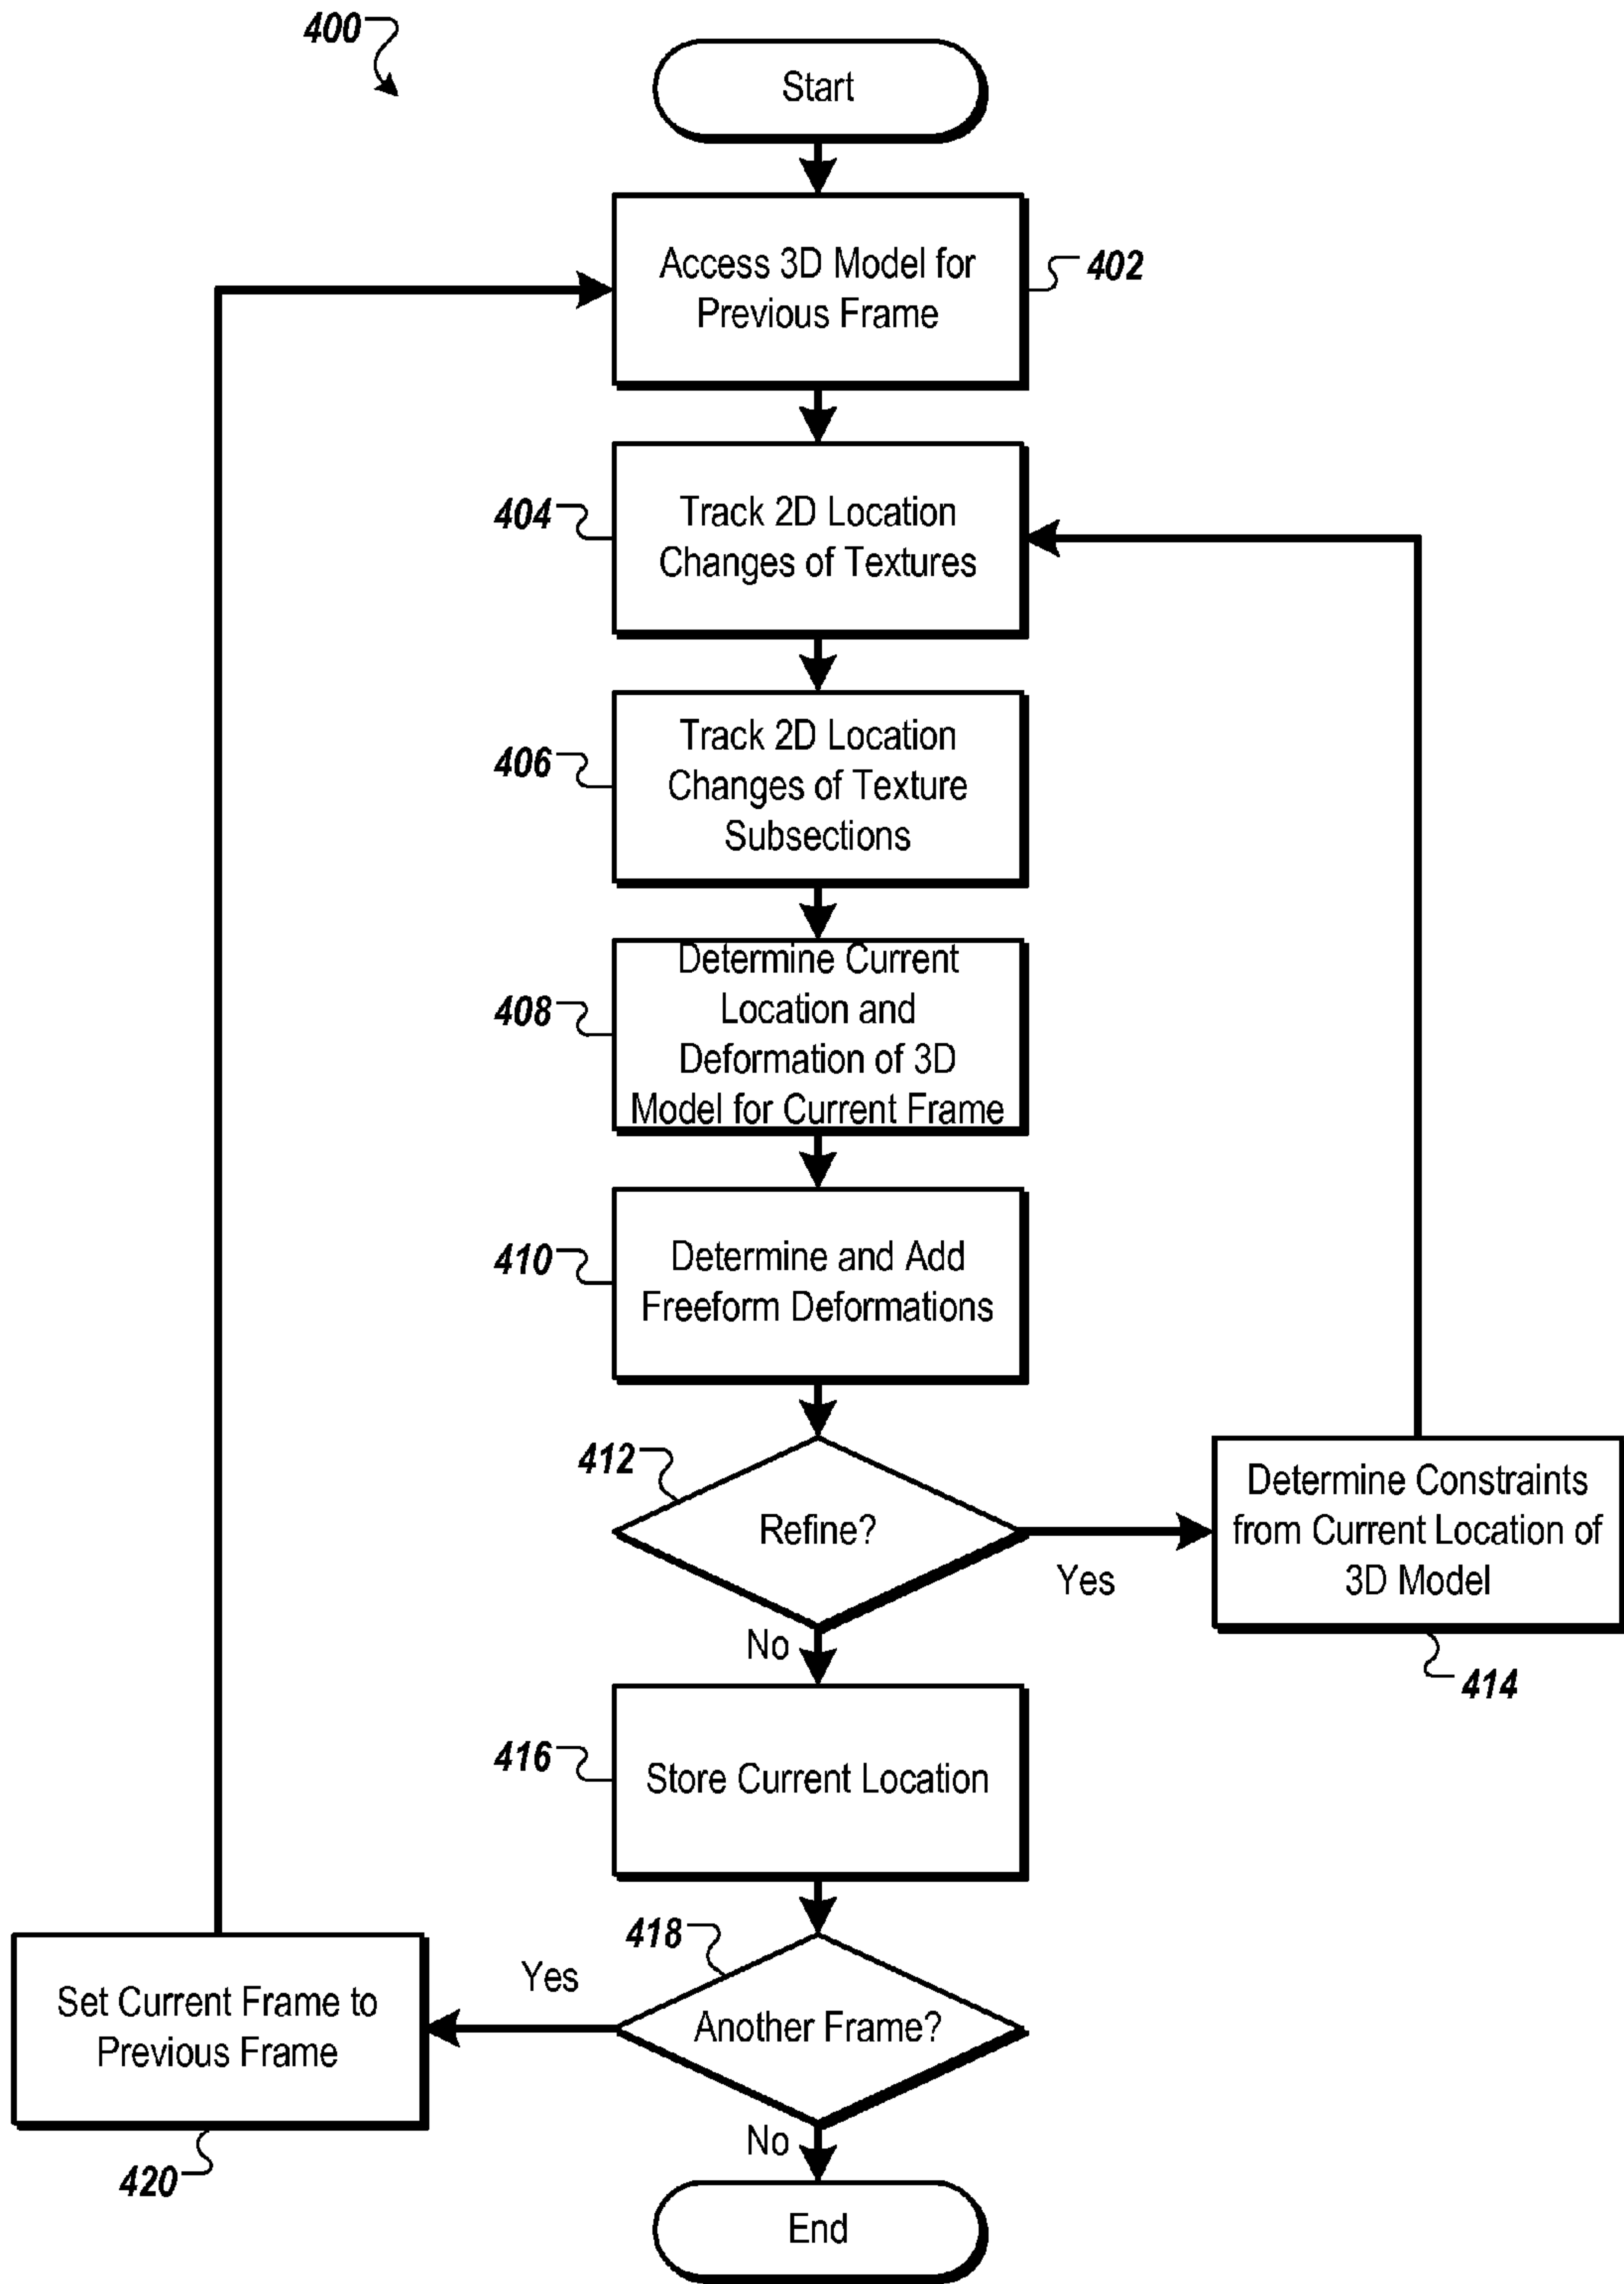 400
Start
Access 3D Model for
Previous Frame
402
404
Track 2D Location
Changes of Textures
406
Track 2D Location
Changes of Texture
Subsections
408
Determine Current
Location and
Deformation of 3D
Model for Current Frame
410
Determine and Add
Freeform Deformations
412
Refine?
Yes
Determine Constraints
from Current Location of
3D Model
414
No
416
Store Current Location
418
Another Frame?
Yes
Set Current Frame to
Previous Frame
420
No
End